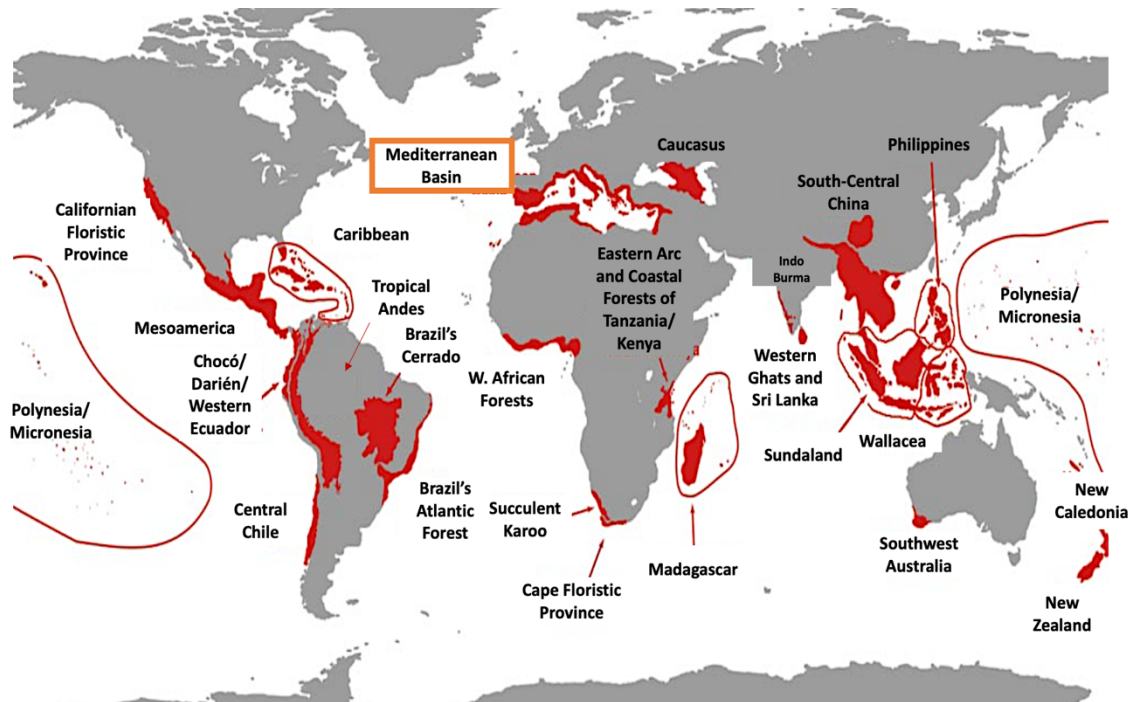 Mediterranean
Basin
Caucasus
Philippines
South-Central
China
Californian
Floristic
Province
Caribbean
Eastern Arc
and Coastal
Forests of
Tanzania/
Kenya
Indo
Burma
Tropical
Andes
Polynesia/
Micronesia
Mesoamerica
Brazil's
Cerrado
Chocó/
Darién/
Western
Ecuador
W. African
Forests
Western
Ghats and
Sri Lanka
Polynesia/
Micronesia
Wallacea
Sundaland
Central
Chile
Brazil's
Atlantic
Forest
Succulent
Karoo
New
Caledonia
Southwest
Australia
Madagascar
Cape Floristic
Province
New
Zealand